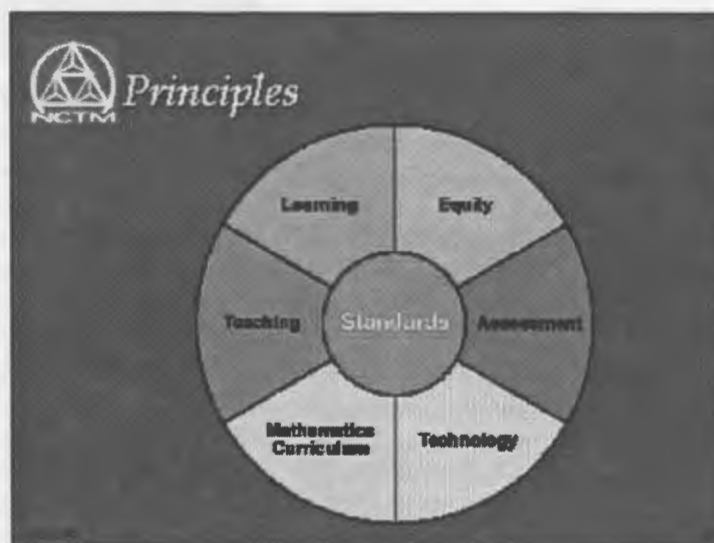 NCTM
Principles
Learning
Equity
Teaching
Standards
Assessment
Mathematics
Curriculum
Technology